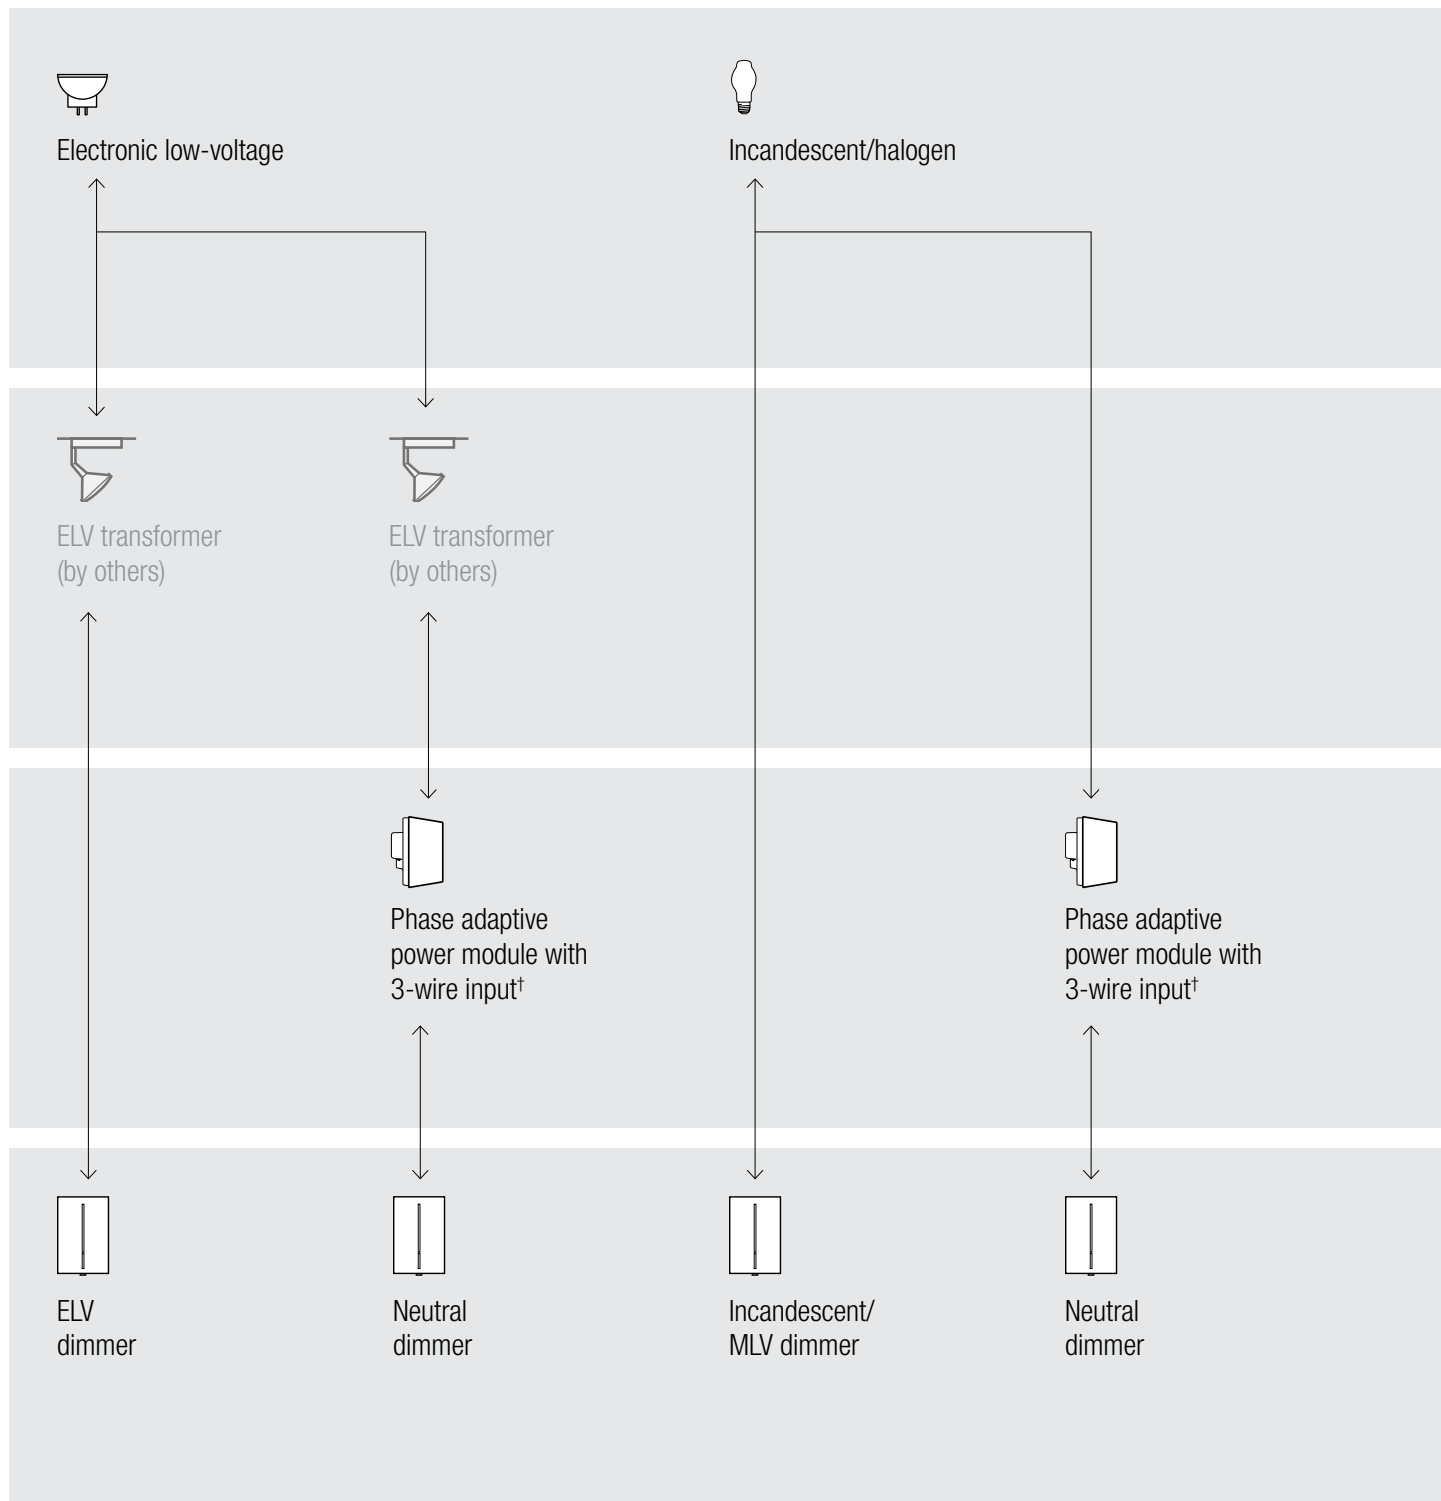 Electronic low-voltage
Incandescent/halogen
ELV transformer
(by others)
ELV transformer
(by others)
Phase adaptive
power module with
3-wire input†
Phase adaptive
power module with
3-wire input†
ELV
dimmer
Neutral
dimmer
Incandescent/
MLV dimmer
Neutral
dimmer